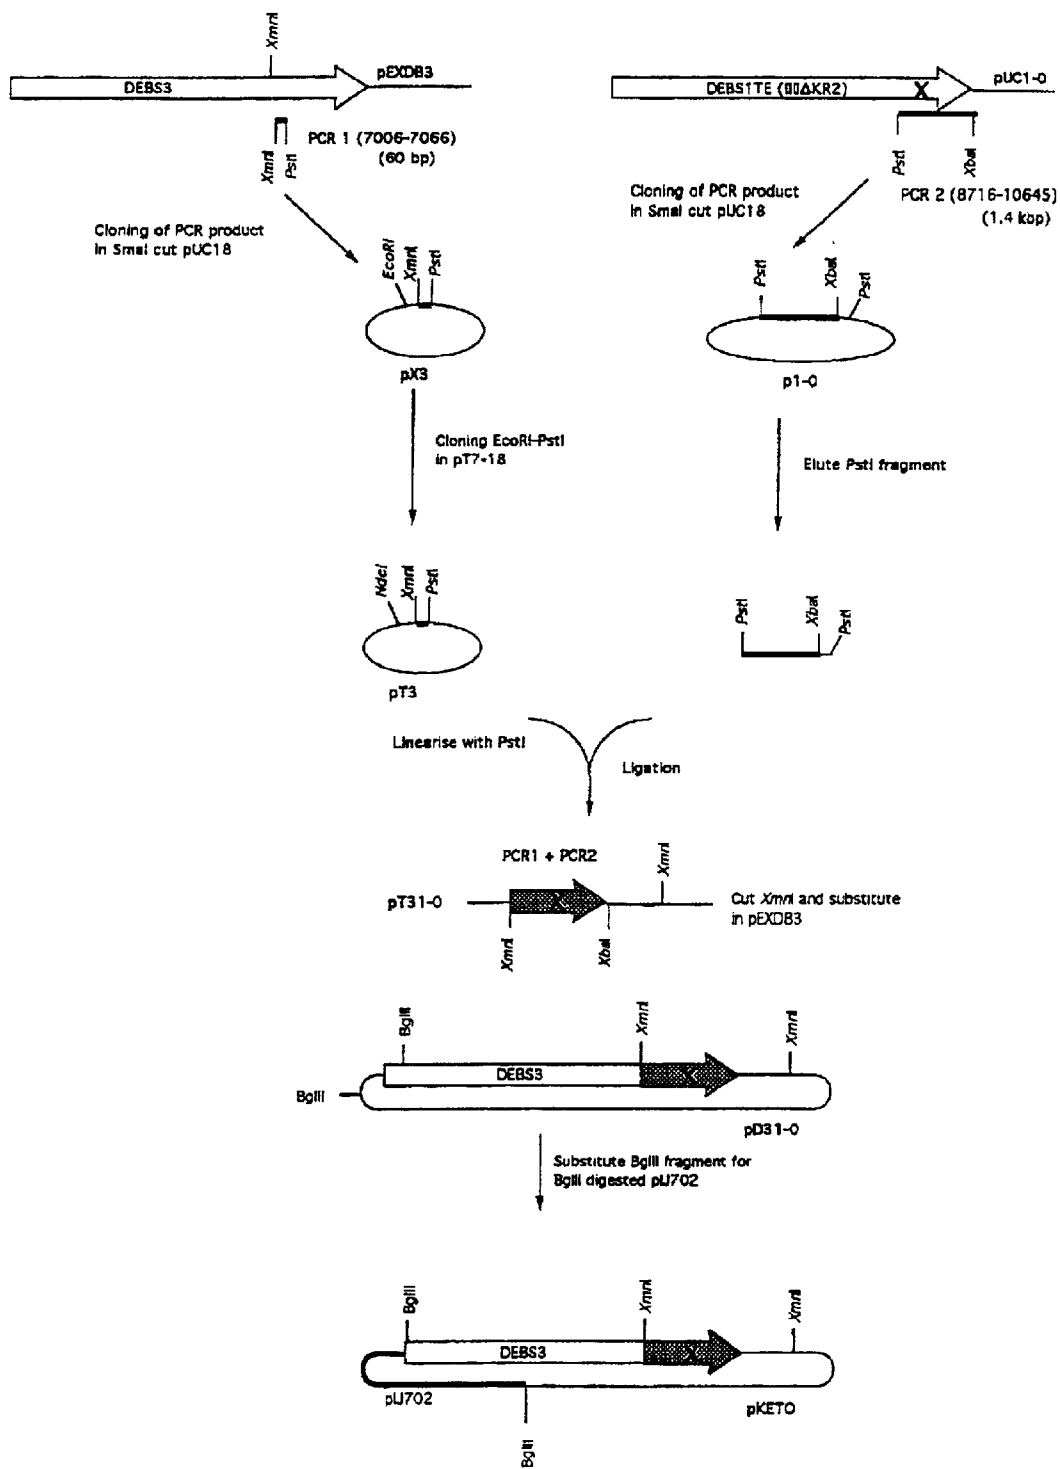 XmnI
pEXDB3
DEBS3
PCR 1 (7006-7066)
(60 bp)
XmnI
PstI
Cloning of PCR product
in SmaI cut pUC18
pUC1-0
X
PstI
XbaI
PCR 2 (8716-10645)
(1.4 kbp)
Cloning of PCR product
in SmaI cut pUC18
EcoRI
XmnI
PstI
pX3
PstI
XbaI
PstI
p1-0
Cloning EcoRI-PstI
in pT7-18
Elute PstI fragment
NdeI
XmnI
PstI
pT3
PstI
XbaI
PstI
Linearise with PstI
Ligation
PCR1 + PCR2
XmnI
pT31-0
X
XmnI
XbaI
Cut XmnI and substitute
in pEXDB3
BglII
XmnI
XmnI
DEBS3
X
BglII
pD31-0
Substitute BglII fragment for
BglII digested pIJ702
BglII
XmnI
XmnI
DEBS3
X
pIJ702
pKETO
BglII